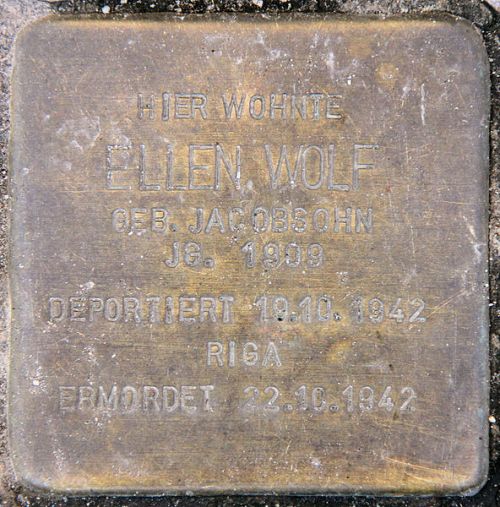 HIER WOHNTE
ELLEN WOLF
GEB. JACOBSOHN
JG. 1909
DEPORTIERT 19.10.1942
RIGA
ERMORDET 22.10.1942